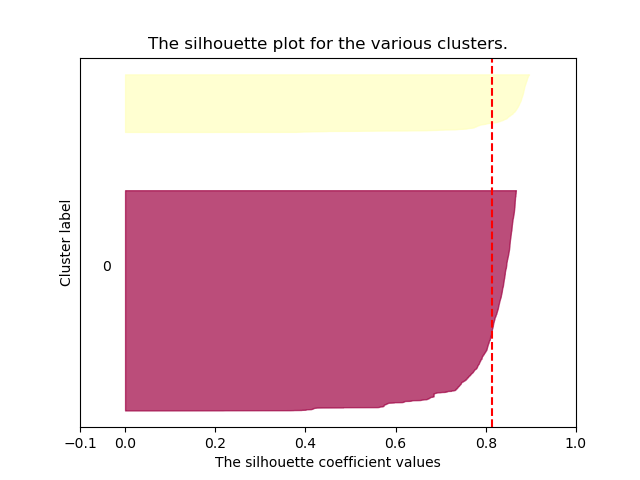 The silhouette plot for the various clusters.
Cluster label
0
−0.1 0.0 0.2 0.4 0.6 0.8 1.0
The silhouette coefficient values